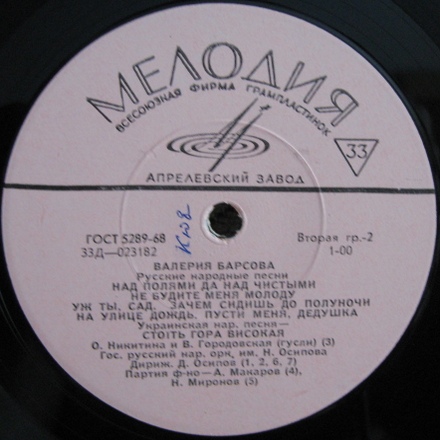 МЕЛОДИЯ
ВСЕСОЮЗНАЯ ФИРМА ГРАМПЛАСТИНОК
33
АПРЕЛЕВСКИЙ ЗАВОД
ГОСТ 5289-68
33Д—023182
Вторая гр.-2
1-00
ВАЛЕРИЯ БАРСОВА
Русские народные песни
НАД ПОЛЯМИ ДА НАД ЧИСТЫМИ
НЕ БУДИТЕ МЕНЯ МОЛОДУ
УЖ ТЫ, САД. ЗАЧЕМ СИДИШЬ ДО ПОЛУНОЧИ
НА УЛИЦЕ ДОЖДЬ. ПУСТИ МЕНЯ, ДЕДУШКА
Украинская нар. песня—
СТОІТЬ ГОРА ВИСОКАЯ
О. Никитина и В. Городовская (гусли) (3)
Гос. русский нар. орк. им. Н. Осипова
Дириж. Д. Осипов (1, 2, 6, 7)
Партия ф-но—А. Макаров (4),
Н. Миронов (5)